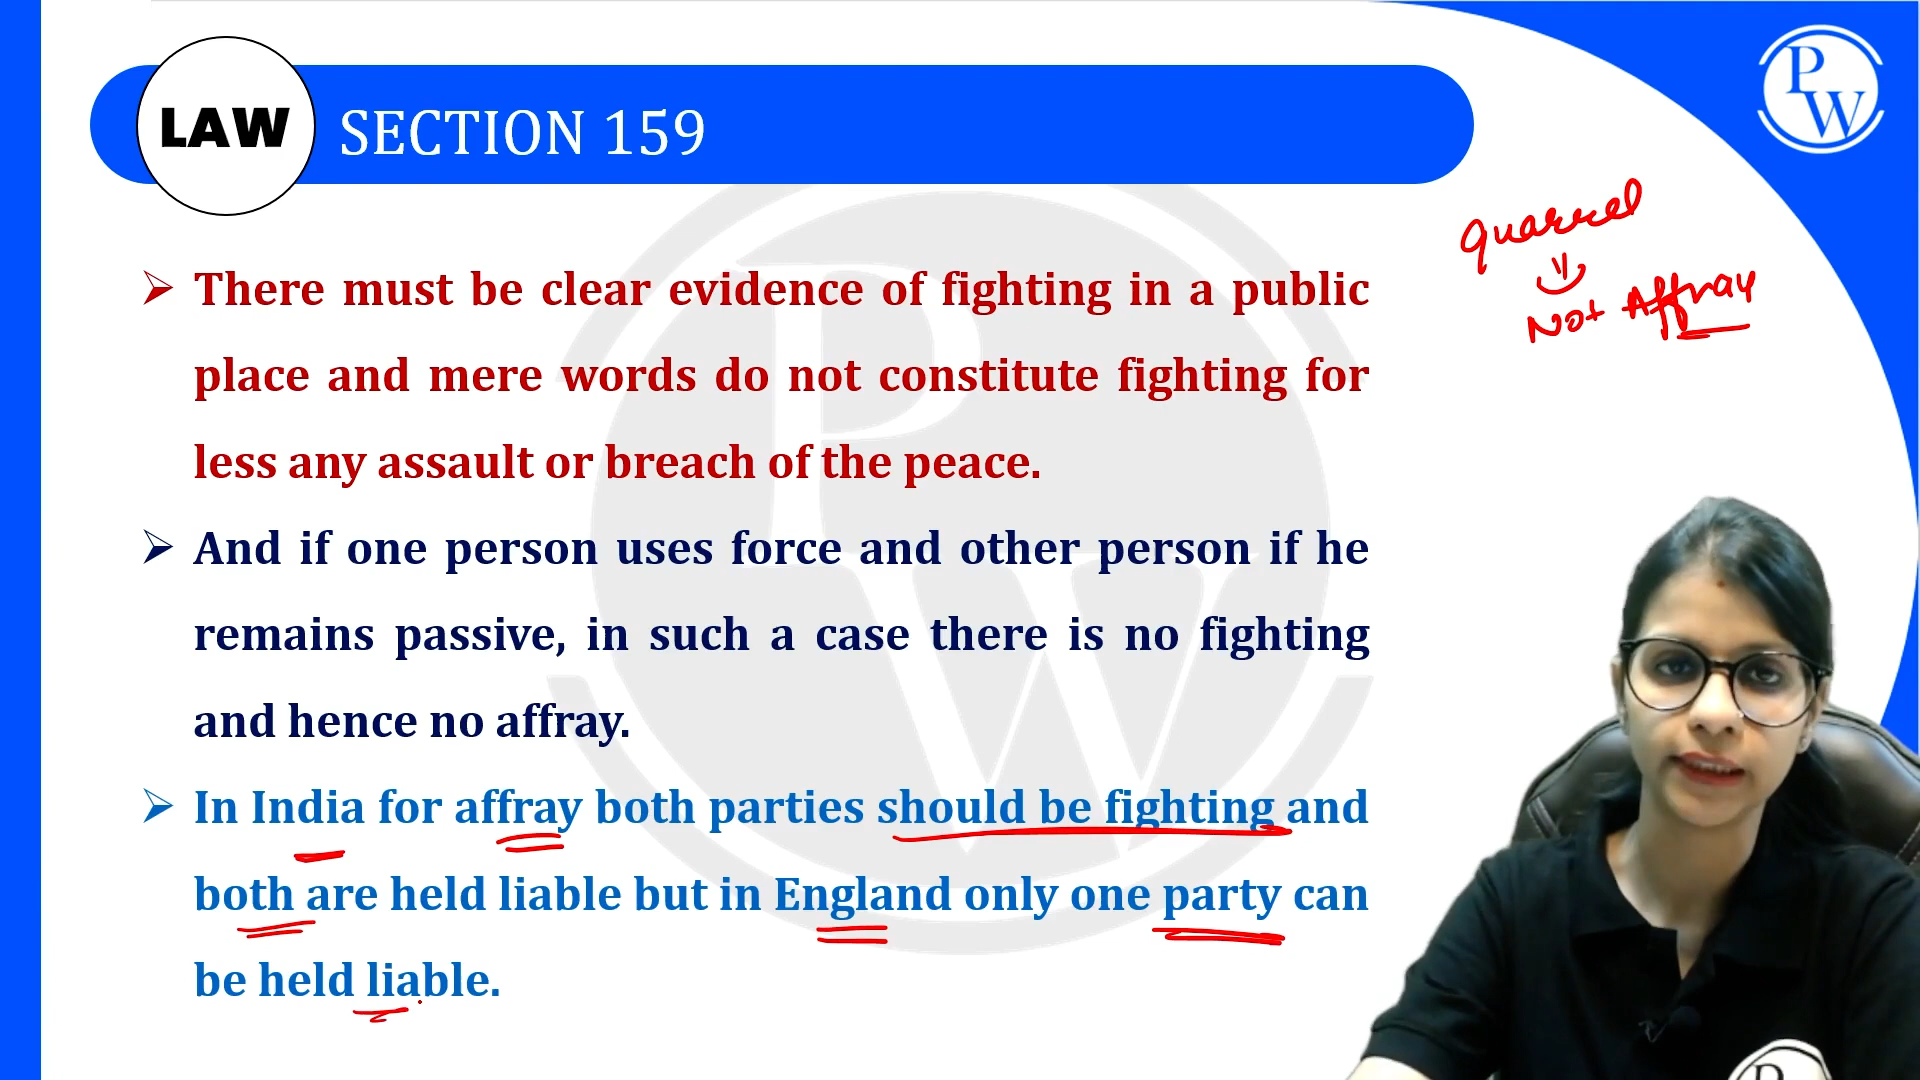 LAW SECTION 159
PW
quarrel
Not Affray
There must be clear evidence of fighting in a public
place and mere words do not constitute fighting for
less any assault or breach of the peace.
And if one person uses force and other person if he
remains passive, in such a case there is no fighting
and hence no affray.
In India for affray both parties should be fighting and
both are held liable but in England only one party can
be held liable.